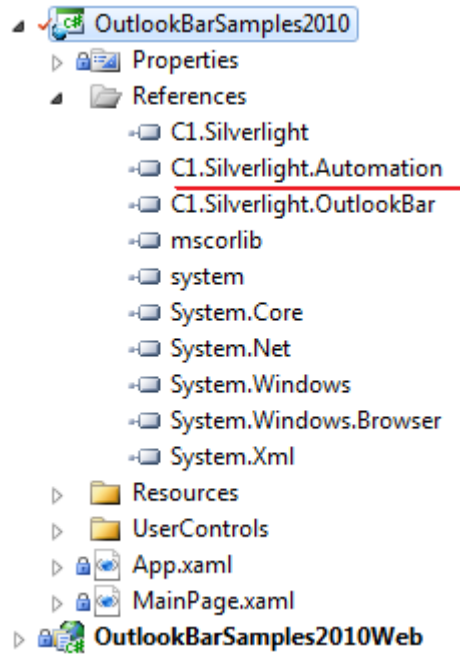 OutlookBarSamples2010
Properties
References
C1.Silverlight
C1.Silverlight.Automation
C1.Silverlight.OutlookBar
mscorlib
system
System.Core
System.Net
System.Windows
System.Windows.Browser
System.Xml
Resources
UserControls
App.xaml
MainPage.xaml
OutlookBarSamples2010Web